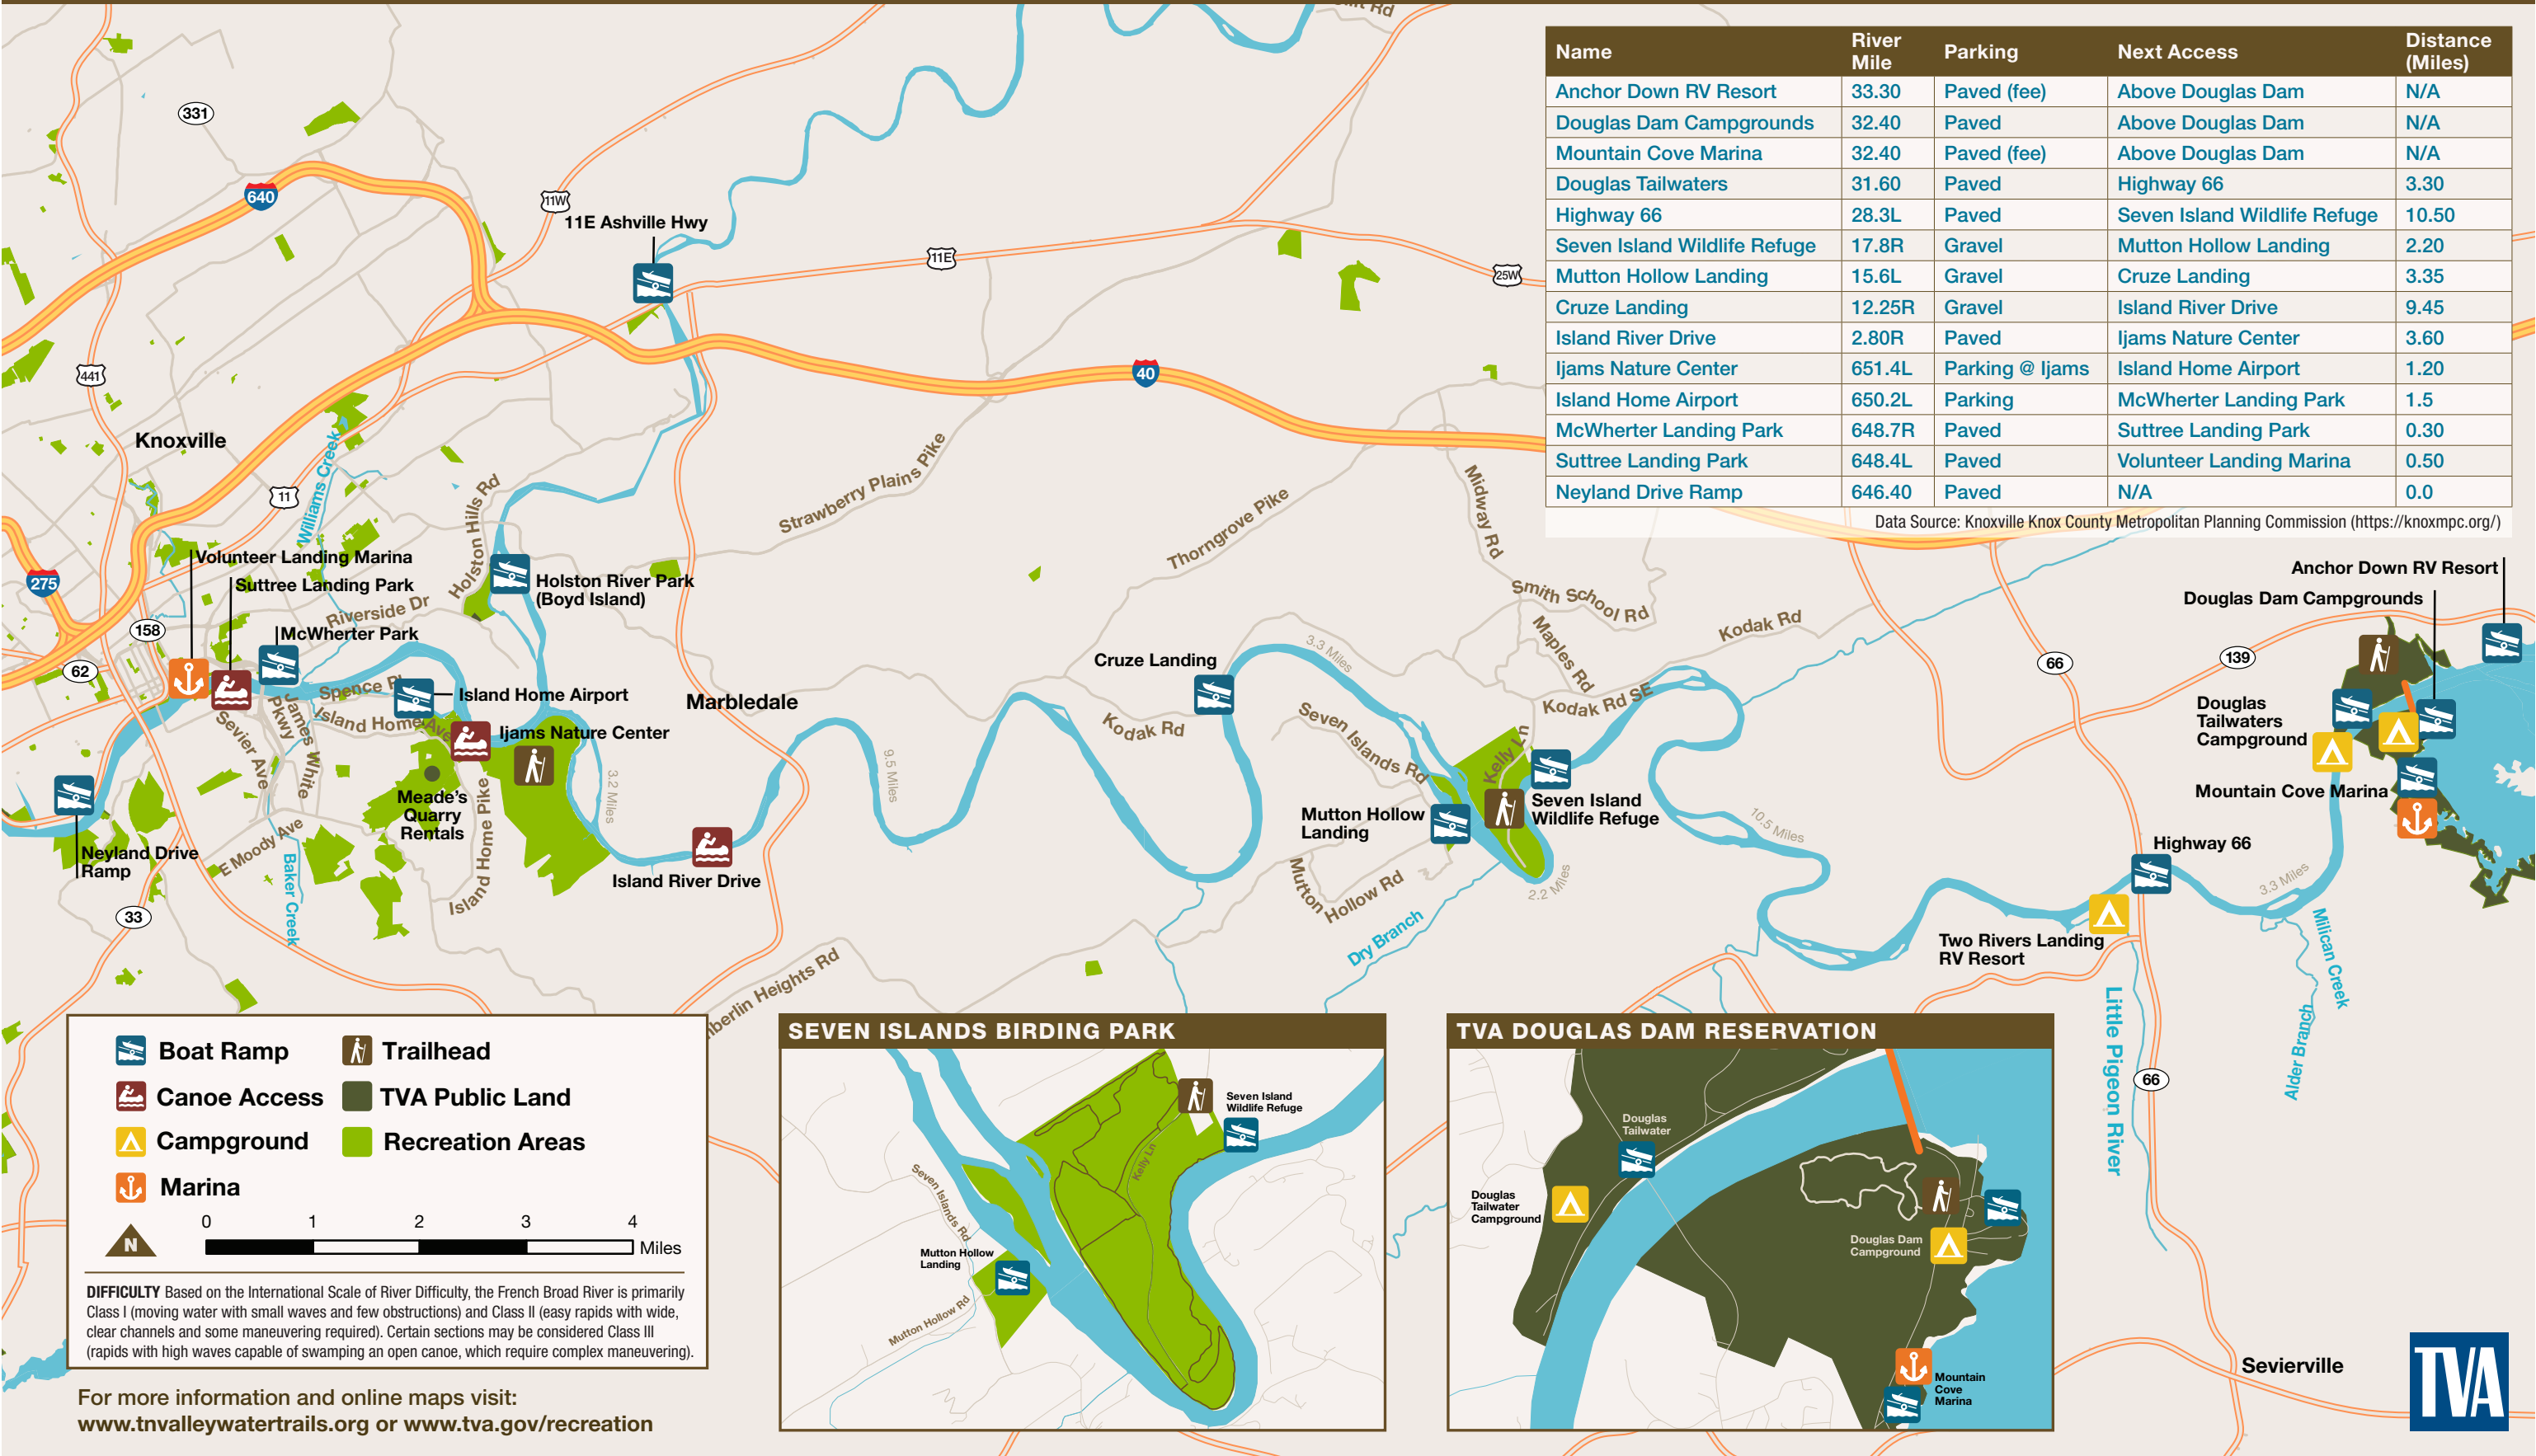 Name River Mile Parking Next Access Distance (Miles)
Anchor Down RV Resort 33.30 Paved (fee) Above Douglas Dam N/A
Douglas Dam Campgrounds 32.40 Paved Above Douglas Dam N/A
Mountain Cove Marina 32.40 Paved (fee) Above Douglas Dam N/A
Douglas Tailwaters 31.60 Paved Highway 66 3.30
Highway 66 28.3L Paved Seven Island Wildlife Refuge 10.50
Seven Island Wildlife Refuge 17.8R Gravel Mutton Hollow Landing 2.20
Mutton Hollow Landing 15.6L Gravel Cruze Landing 3.35
Cruze Landing 12.25R Gravel Island River Drive 9.45
Island River Drive 2.80R Paved Ijams Nature Center 3.60
Ijams Nature Center 651.4L Parking @ Ijams Island Home Airport 1.20
Island Home Airport 650.2L Parking McWherter Landing Park 1.5
McWherter Landing Park 648.7R Paved Suttree Landing Park 0.30
Suttree Landing Park 648.4L Paved Volunteer Landing Marina 0.50
Neyland Drive Ramp 646.40 Paved N/A 0.0
Data Source: Knoxville Knox County Metropolitan Planning Commission (https://knoxmpc.org/)
Rd
331
640
11W
11E Ashville Hwy
11E
25W
441
40
Knoxville
Williams Creek
11
Holston Hills Rd
Strawberry Plains Pike
Thorngrove Pike
Midway Rd
Volunteer Landing Marina
275
Suttree Landing Park
Holston River Park
(Boyd Island)
Riverside Dr
Smith School Rd
Anchor Down RV Resort
Douglas Dam Campgrounds
158
McWherter Park
Maples Rd
Kodak Rd
3.3 Miles
62
Cruze Landing
66
139
Spence Pl
Island Home Airport
Marbledale
Island Home Ave
James White
Pkwy
Sevier Ave
Ijams Nature Center
Kodak Rd
Seven Islands Rd
Kelly Ln
Kodak Rd SE
Douglas
Tailwaters
Campground
9.5 Miles
3.2 Miles
Meade's
Quarry
Rentals
Island Home Pike
Mutton Hollow
Landing
Seven Island
Wildlife Refuge
10.5 Miles
Mountain Cove Marina
Neyland Drive
Ramp
E Moody Ave
Baker Creek
Island River Drive
Mutton
Hollow Rd
2.2 Miles
Highway 66
3.3 Miles
33
Dry Branch
Two Rivers Landing
RV Resort
Millican Creek
Alder Branch
Little Pigeon River
66
berlin Heights Rd
Boat Ramp
Trailhead
Canoe Access
TVA Public Land
Campground
Recreation Areas
Marina
N
0 1 2 3 4
Miles
DIFFICULTY Based on the International Scale of River Difficulty, the French Broad River is primarily
Class I (moving water with small waves and few obstructions) and Class II (easy rapids with wide,
clear channels and some maneuvering required). Certain sections may be considered Class III
(rapids with high waves capable of swamping an open canoe, which require complex maneuvering).
For more information and online maps visit:
www.tnvalleywatertrails.org or www.tva.gov/recreation
SEVEN ISLANDS BIRDING PARK
Seven Island
Wildlife Refuge
Kelly Ln
Seven Islands Rd
Mutton Hollow
Landing
Mutton Hollow Rd
TVA DOUGLAS DAM RESERVATION
Douglas
Tailwater
Douglas
Tailwater
Campground
Douglas Dam
Campground
Mountain
Cove
Marina
Sevierville
TVA